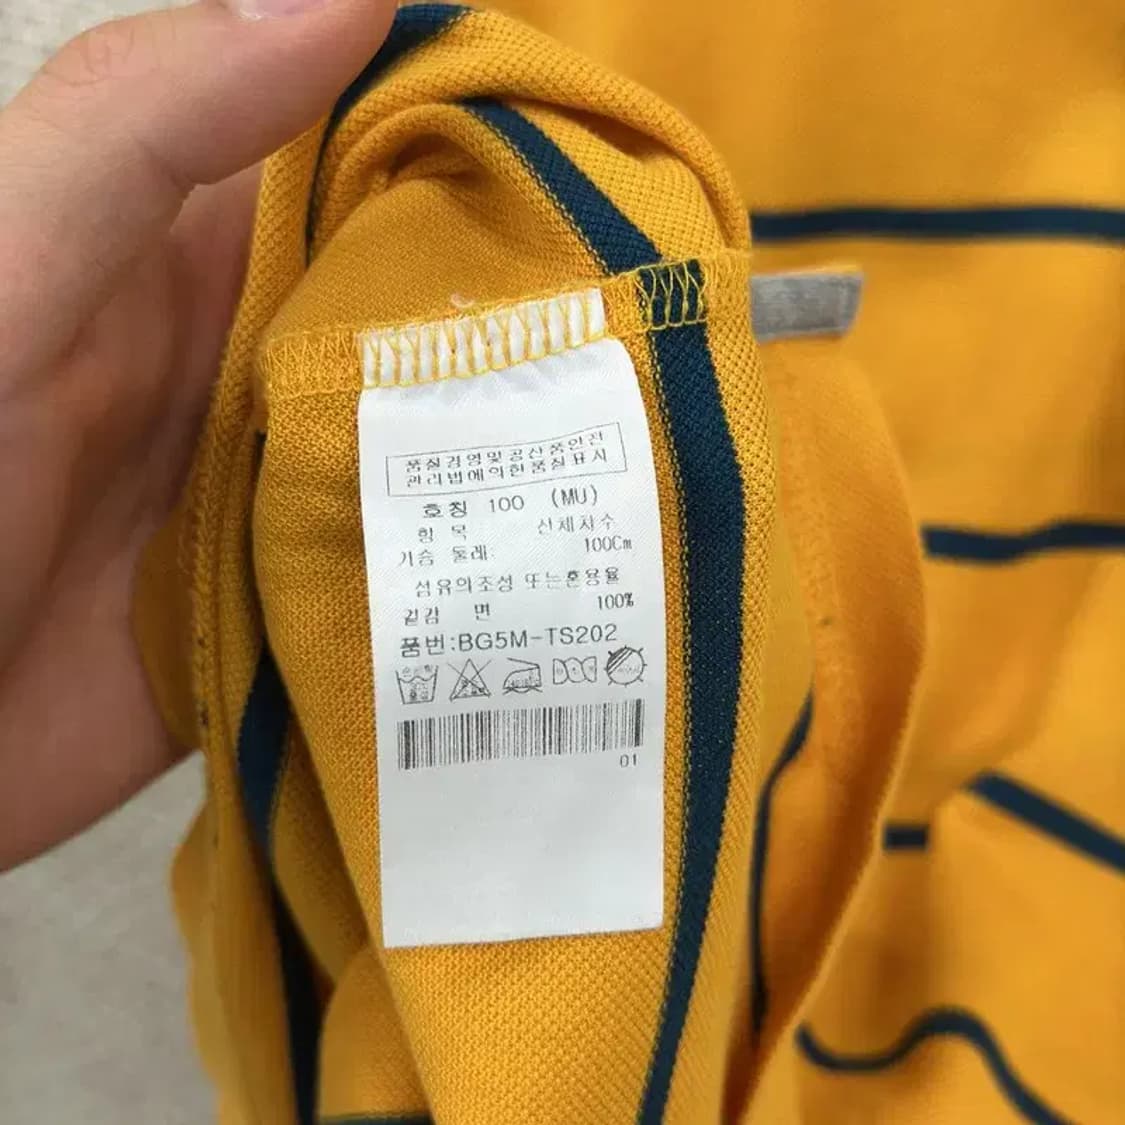 품질경영및공산품안전
관리법에의한품질표시
호칭 100 (MU)
항 목 신체치수
가슴 둘레: 100Cm
섬유의조성 또는혼용율
겉감 면 100%
품번:BG5M-TS202
01